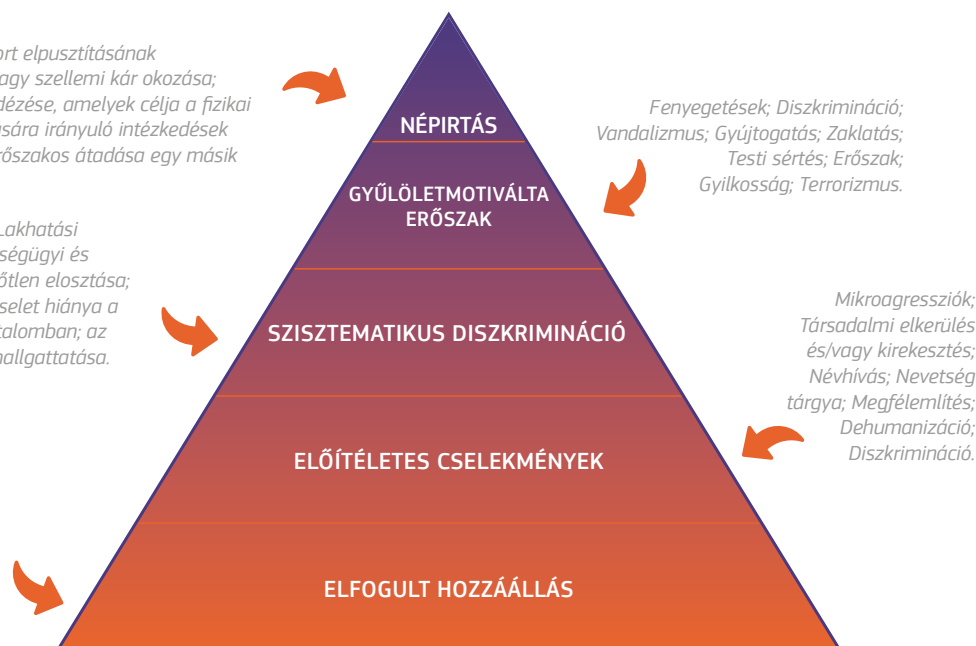 ort elpusztításának
agy szellemi kár okozása;
dézése, amelyek célja a fizikai
sára irányuló intézkedések
rőszakos átadása egy másik
NÉPIRTÁS
Fenyegetések; Diszkrimináció;
Vandalizmus; Gyújtogatás; Zaklatás;
Testi sértés; Erőszak;
Gyilkosság; Terrorizmus.
GYŰLÖLETMOTIVÁLTA
ERŐSZAK
Lakhatási
ségügyi és
őtlen elosztása;
selet hiánya a
talomban; az
hallgattatása.
SZISZTEMATIKUS DISZKRIMINÁCIÓ
Mikroagressziók;
Társadalmi elkerülés
és/vagy kirekesztés;
Névhívás; Nevetség
tárgya; Megfélemlítés;
Dehumanizáció;
Diszkrimináció.
ELŐÍTÉLETES CSELEKMÉNYEK
ELFOGULT HOZZÁÁLLÁS